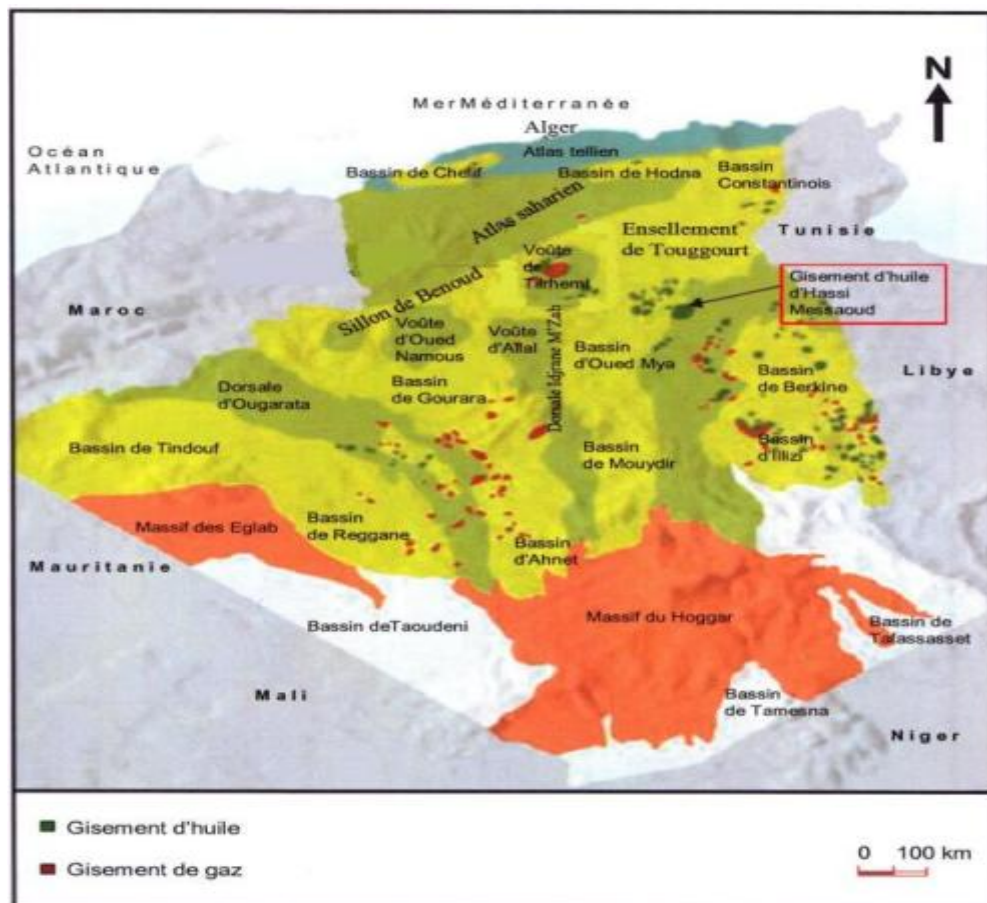 N
MerMéditerranée
Alger
Océan
Atlantique
Atlas tellien
Bassin de Chelif
Bassin de Hodna
Bassin
Constantinois
Atlas saharien
Ensellement
de Touggourt
Tunisie
Voûte
de
Tilrhemt
Gisement d'huile
d'Hassi
Messaoud
Sillon de Benoud
Maroc
Voûte
d'Oued
Namous
Voûte
d'Allal
Dorsale Idjrane M'Zab
Bassin
d'Oued Mya
Bassin
de Berkine
Libye
Dorsale
d'Ougarata
Bassin
de Gourara
Bassin de Tindouf
Bassin
de Mouydir
Bassin
d'Illizi
Massif des Eglab
Bassin
de Reggane
Bassin
d'Ahnet
Mauritanie
Bassin deTaoudeni
Massif du Hoggar
Bassin de
Tafassasset
Mali
Bassin
de Tamesna
Niger
Gisement d'huile
Gisement de gaz
0 100 km